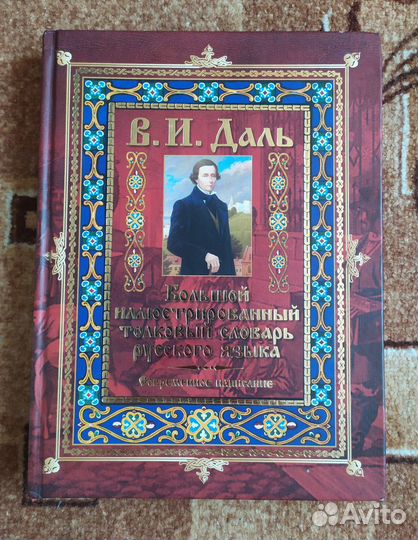 В. И. Даль
Большой
иллюстрированный
толковый словарь
русского языка
Современное написание
Avito